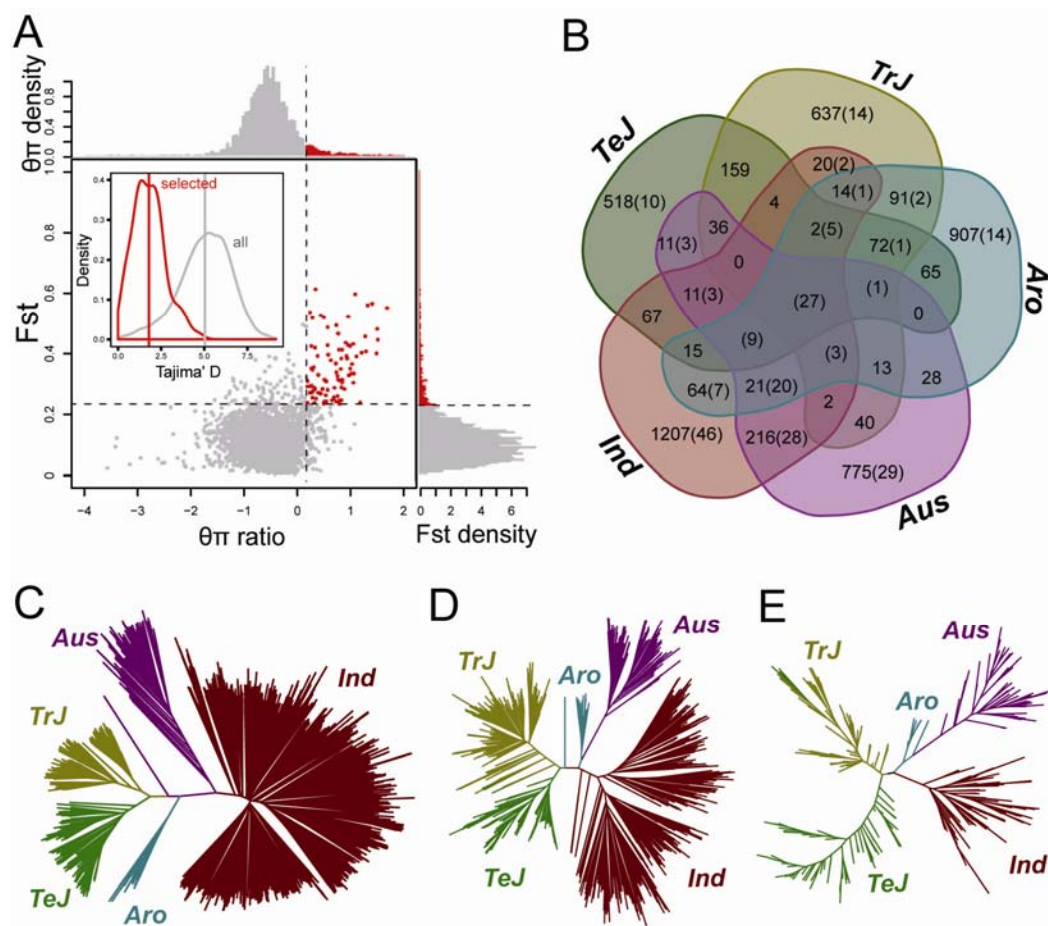 A
θπ density
0.0
0.4
0.8
1.0
0.8
0.6
0.4
0.2
0
Fst
0.4
0.3
0.2
0.1
0.0
Density
selected
all
0.0
2.5
5.0
7.5
Tajima' D
−4
−3
−2
−1
0
1
2
θπ ratio
0
2
4
6
Fst density
B
TrJ
TeJ
Aro
Ind
Aus
637(14)
20(2)
159
14(1)
91(2)
518(10)
4
907(14)
36
2(5)
72(1)
11(3)
65
0
(1)
11(3)
(27)
0
67
(9)
(3)
15
13
28
64(7)
21(20)
2
40
1207(46)
216(28)
775(29)
C
Aus
Ind
TrJ
TeJ
Aro
D
Aus
TrJ
Aro
TeJ
Ind
E
Aus
TrJ
Aro
Ind
TeJ